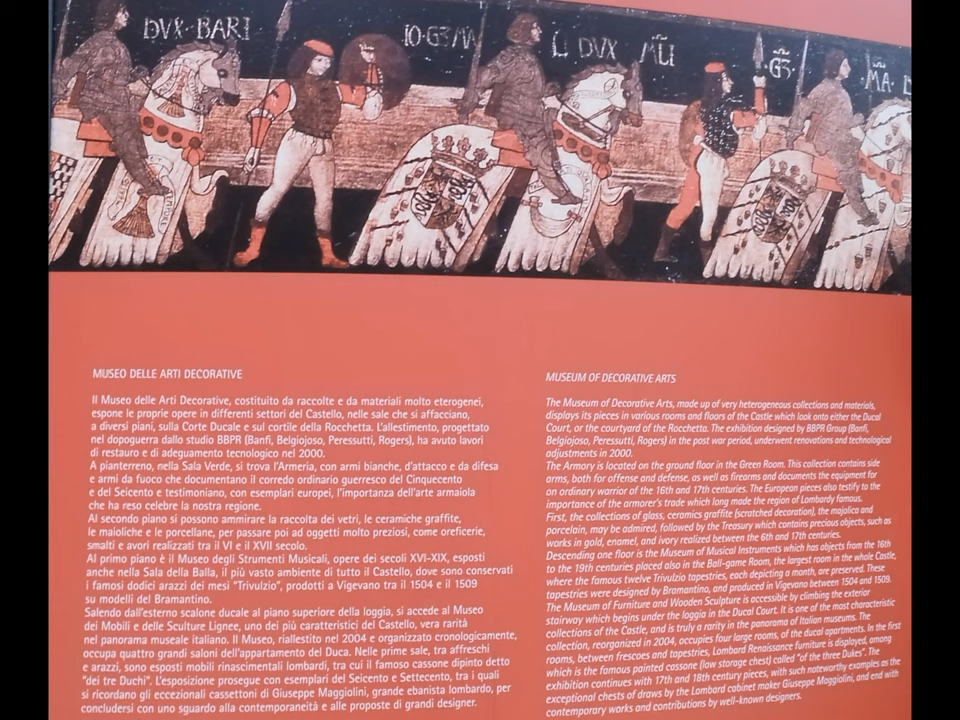 DVX·BARI
DVX
MUSEO DELLE ARTI DECORATIVE
Il Museo delle Arti Decorative, costituito da raccolte e da materiali molto eterogenei,
espone le proprie opere in differenti settori del Castello, nelle sale che si affacciano,
a diversi piani, sulla Corte Ducale e sul cortile della Rocchetta. L'allestimento, progettato
nel dopoguerra dallo studio BBPR (Banfi, Belgiojoso, Peressutti, Rogers), ha avuto lavori
di restauro e di adeguamento tecnologico nel 2000.
A pianterreno, nella Sala Verde, si trova l'Armeria, con armi bianche, d'attacco e da difesa
e armi da fuoco che documentano il corredo ordinario guerresco del Cinquecento
e del Seicento e testimoniano, con esemplari europei, l'importanza dell'arte armaiola
che ha reso celebre la nostra regione.
Al secondo piano si possono ammirare la raccolta dei vetri, le ceramiche graffite,
le maioliche e le porcellane, per passare poi ad oggetti molto preziosi, come oreficerie,
smalti e avori realizzati tra il VI e il XVII secolo.
Al primo piano è il Museo degli Strumenti Musicali, opere dei secoli XVI-XIX, esposti
anche nella Sala della Balla, il più vasto ambiente di tutto il Castello, dove sono conservati
i famosi dodici arazzi dei mesi "Trivulzio", prodotti a Vigevano tra il 1504 e il 1509
su modelli del Bramantino.
Salendo dall'esterno scalone ducale al piano superiore della loggia, si accede al Museo
dei Mobili e delle Sculture Lignee, uno dei più caratteristici del Castello, vera rarità
nel panorama museale italiano. Il Museo, riallestito nel 2004 e organizzato cronologicamente,
occupa quattro grandi saloni dell'appartamento del Duca. Nelle prime sale, tra affreschi
e arazzi, sono esposti mobili rinascimentali lombardi, tra cui il famoso cassone dipinto detto
"dei tre Duchi". L'esposizione prosegue con esemplari del Seicento e Settecento, tra i quali
si ricordano gli eccezionali cassettoni di Giuseppe Maggiolini, grande ebanista lombardo, per
concludersi con uno sguardo alla contemporaneità e alle proposte di grandi designer.
MUSEUM OF DECORATIVE ARTS
The Museum of Decorative Arts, made up of very heterogeneous collections and materials,
displays its pieces in various rooms and floors of the Castle which look onto either the Ducal
Court, or the courtyard of the Rocchetta. The exhibition designed by BBPR Group (Banfi,
Belgiojoso, Peressutti, Rogers) in the post war period, underwent renovations and technological
adjustments in 2000.
The Armory is located on the ground floor in the Green Room. This collection contains side
arms, both for offense and defense, as well as firearms and documents the equipment for
an ordinary warrior of the 16th and 17th centuries. The European pieces also testify to the
importance of the armorer's trade which long made the region of Lombardy famous.
First, the collections of glass, ceramics graffite (scratched decoration), the majolica and
porcelain, may be admired, followed by the Treasury which contains precious objects, such as
works in gold, enamel, and ivory realized between the 6th and 17th centuries.
Descending one floor is the Museum of Musical Instruments which has objects from the 16th
to the 19th centuries placed also in the Ball-game Room, the largest room in the whole Castle,
where the famous twelve Trivulzio tapestries, each depicting a month, are preserved. These
tapestries were designed by Bramantino, and produced in Vigevano between 1504 and 1509.
The Museum of Furniture and Wooden Sculpture is accessible by climbing the exterior
stairway which begins under the loggia in the Ducal Court. It is one of the most characteristic
collections of the Castle, and is truly a rarity in the panorama of Italian museums. The
collection, reorganized in 2004, occupies four large rooms, of the ducal apartments. In the first
rooms, between frescoes and tapestries, Lombard Renaissance furniture is displayed, among
which is the famous painted cassone (low storage chest) called "of the three Dukes". The
exhibition continues with 17th and 18th century pieces, with such noteworthy examples as the
exceptional chests of draws by the Lombard cabinet maker Giuseppe Maggiolini, and end with
contemporary works and contributions by well-known designers.